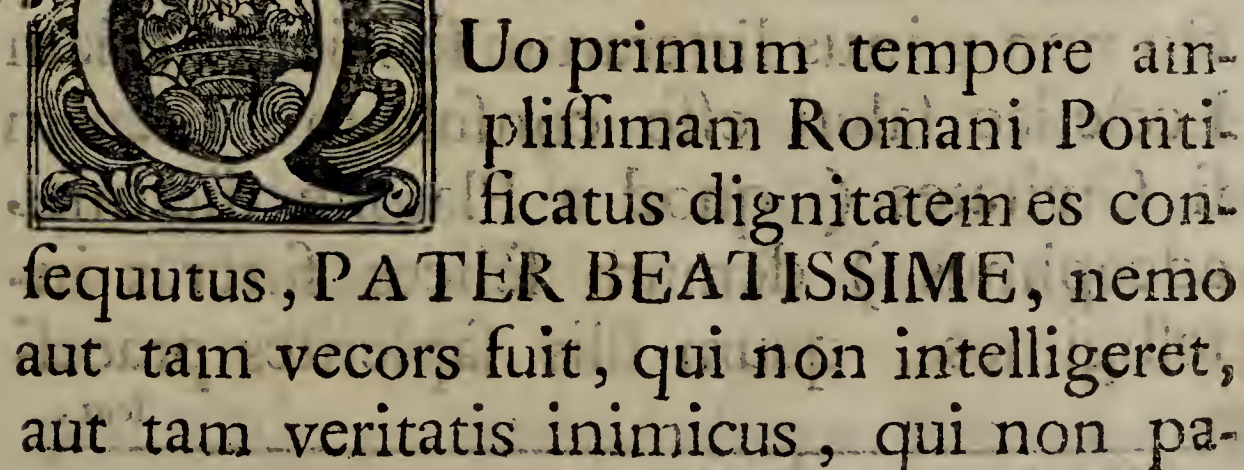 QUo primum tempore am-
pliſſimam Romani Ponti-
ficatus dignitatem es con-
ſequutus, PATER BEATISSIME, nemo
aut tam vecors fuit, qui non intelligeret,
aut tam veritatis inimicus, qui non pa-